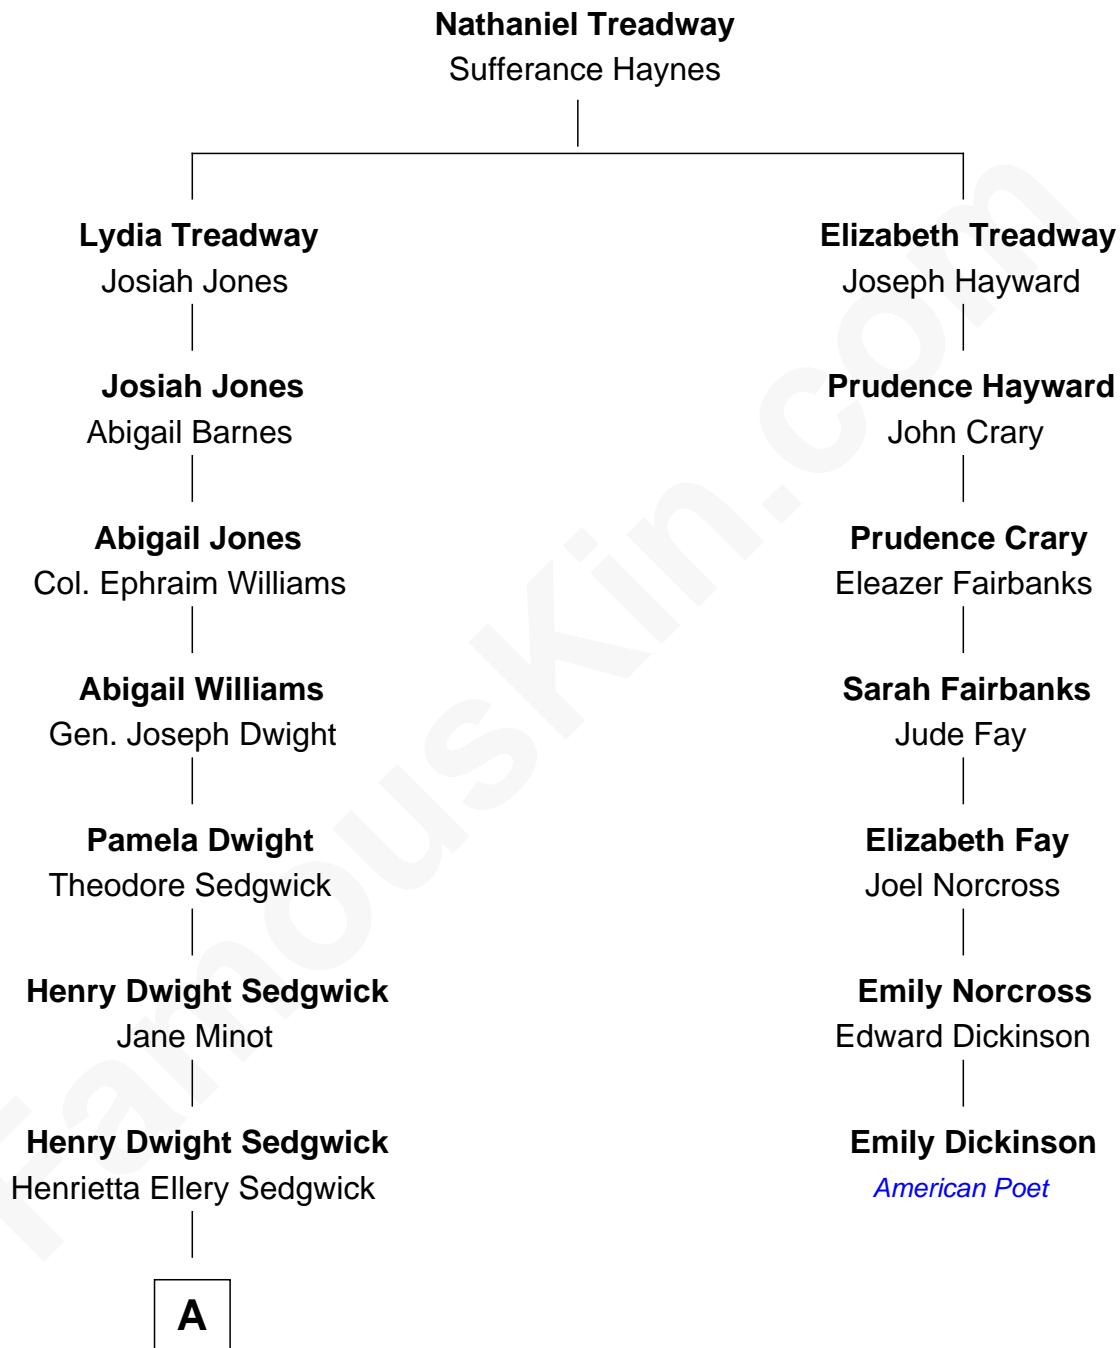 Nathaniel Treadway
Sufferance Haynes
Lydia Treadway
Josiah Jones
Elizabeth Treadway
Joseph Hayward
Josiah Jones
Abigail Barnes
Prudence Hayward
John Crary
Abigail Jones
Col. Ephraim Williams
Prudence Crary
Eleazer Fairbanks
Abigail Williams
Gen. Joseph Dwight
Sarah Fairbanks
Jude Fay
Pamela Dwight
Theodore Sedgwick
Elizabeth Fay
Joel Norcross
Henry Dwight Sedgwick
Jane Minot
Emily Norcross
Edward Dickinson
Henry Dwight Sedgwick
Henrietta Ellery Sedgwick
Emily Dickinson
American Poet
A
FamousKin.com